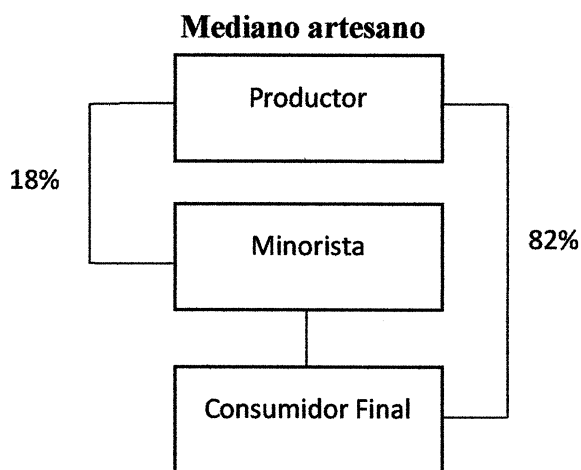 Mediano artesano
Productor
18%
Minorista
82%
Consumidor Final